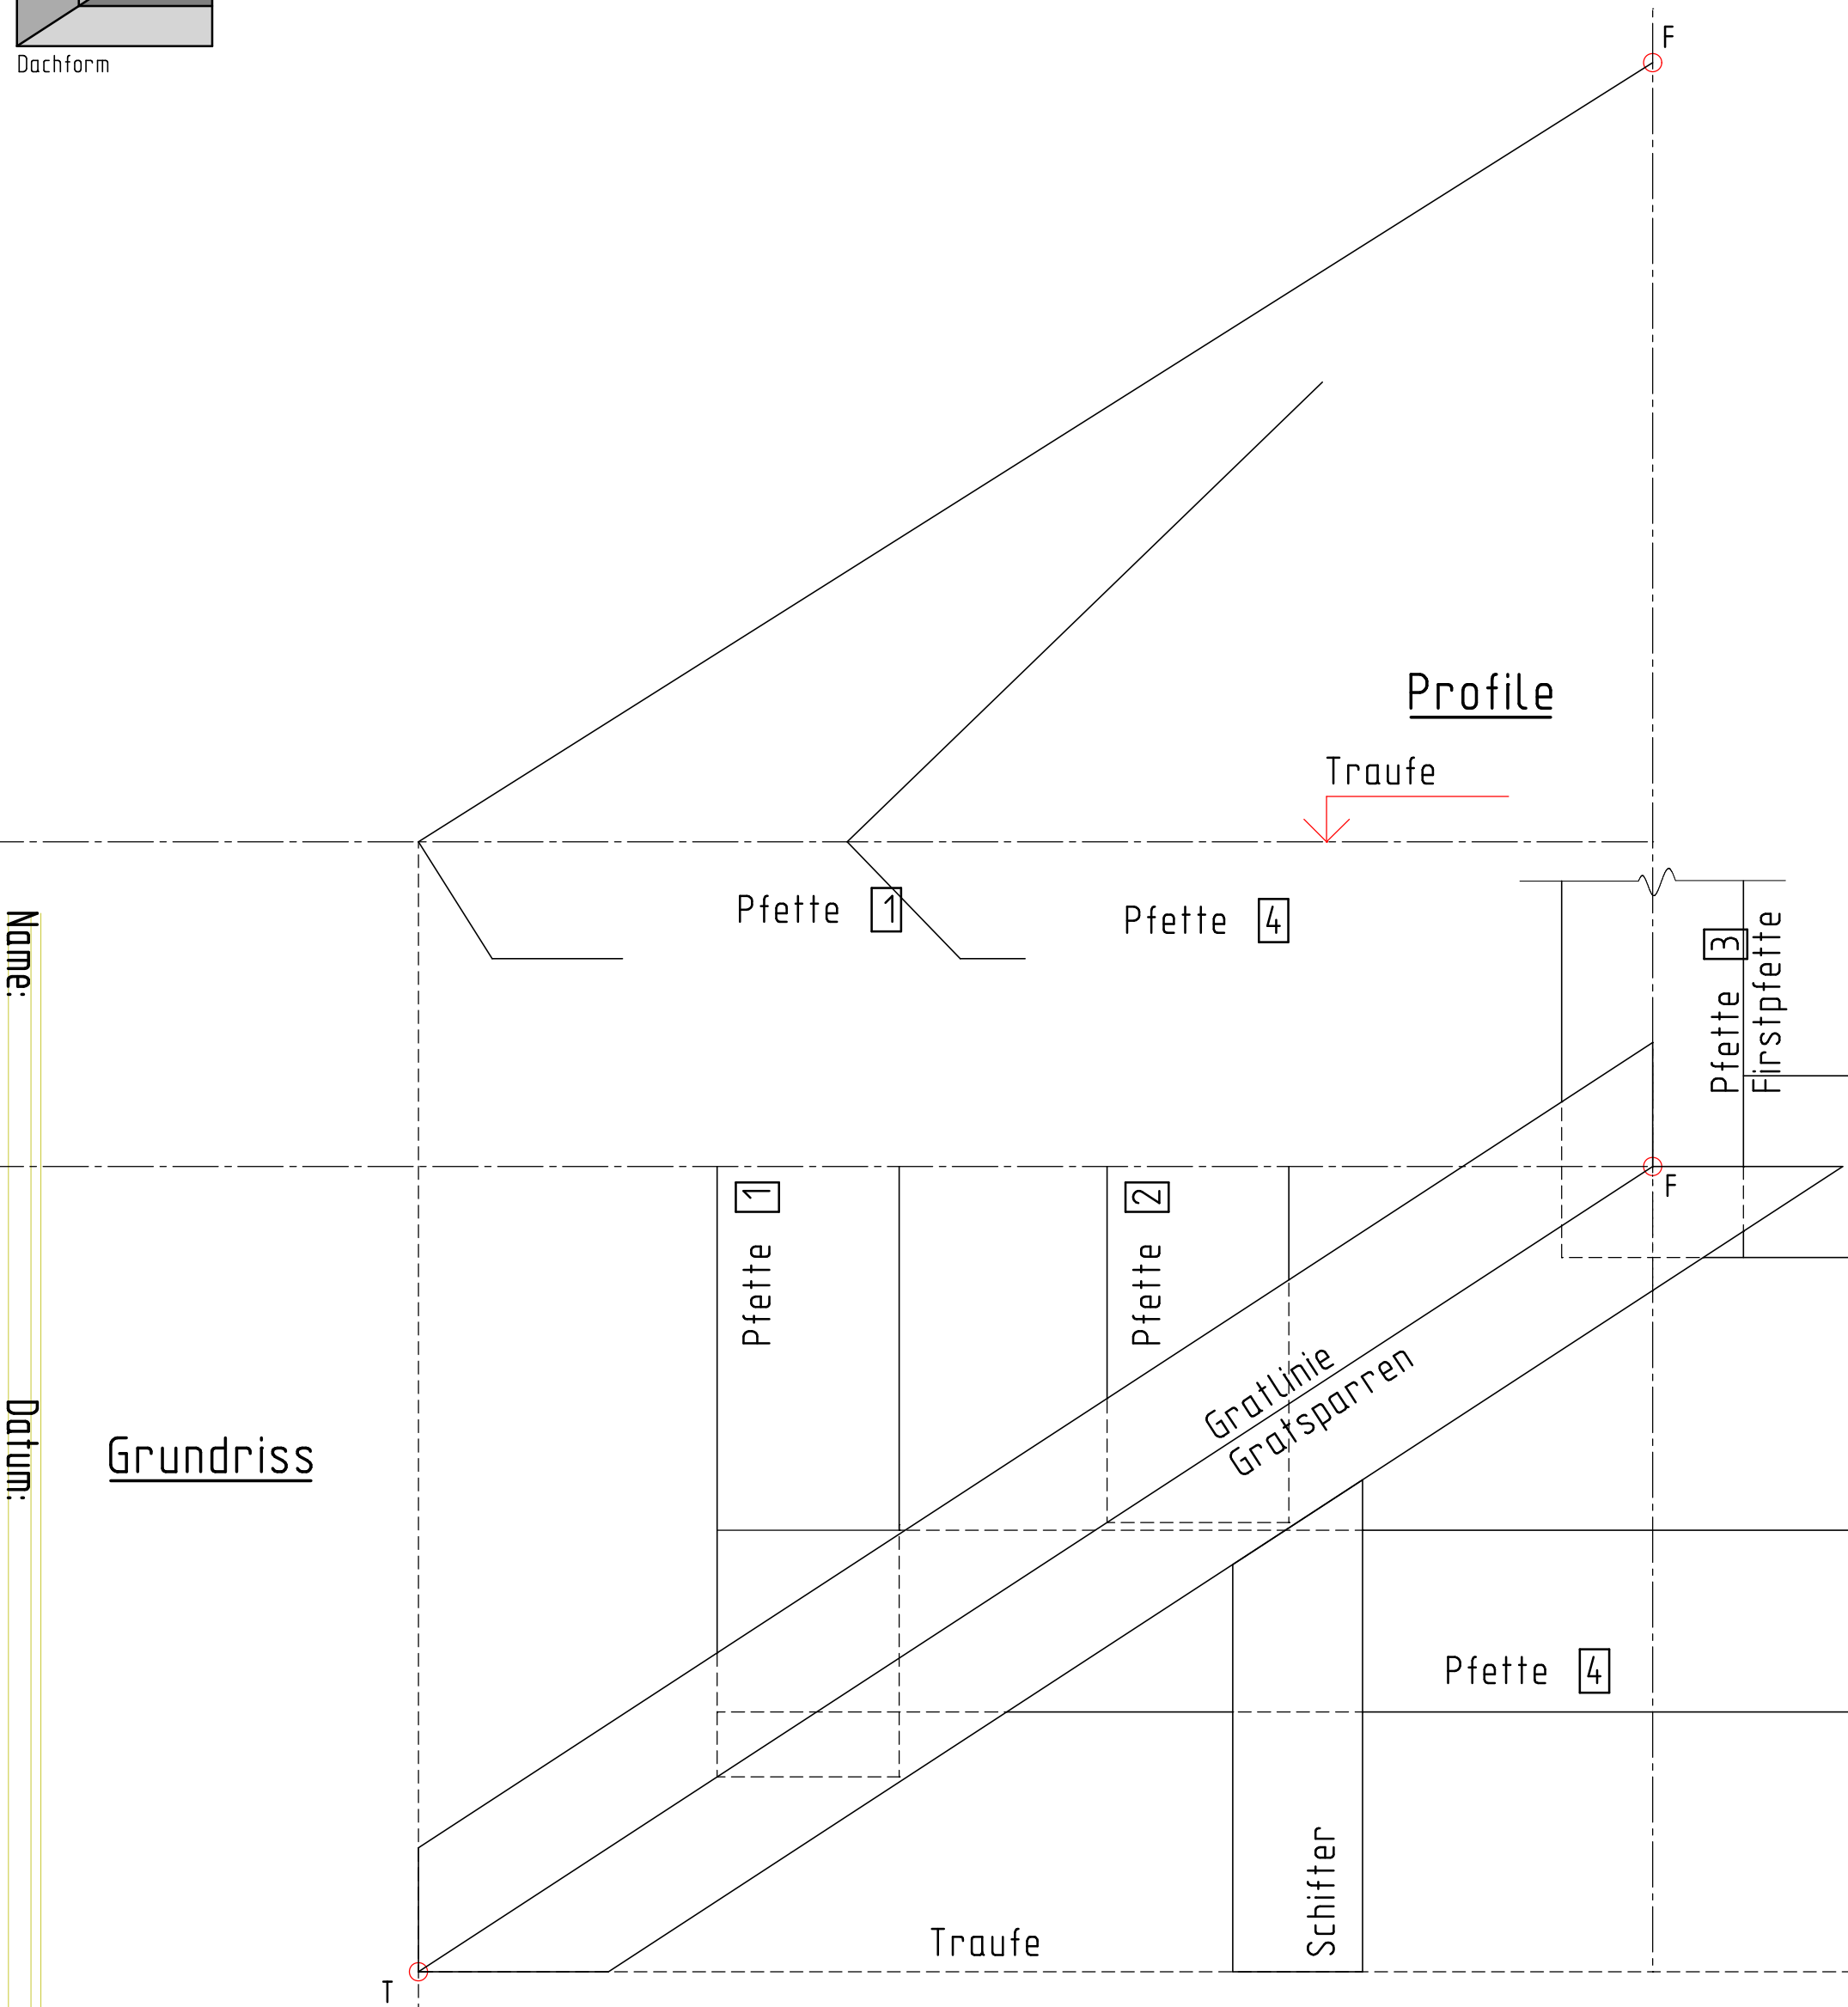 Dachform
F
Profile
Traufe
Pfette 1
Pfette 4
Pfette 3
Firstpfette
Name:
F
Pfette 1
Pfette 2
Gratlinie
Gratsparren
Datum:
Grundriss
Pfette 4
Schifter
Traufe
T